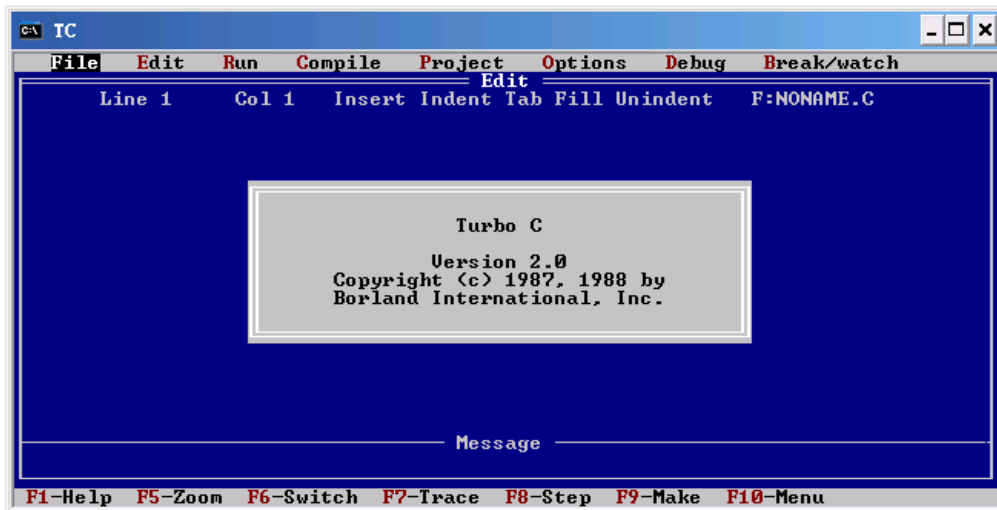 C:\ TC
File Edit Run Compile Project Options Debug Break/watch
Edit
Line 1 Col 1 Insert Indent Tab Fill Unindent F:NONAME.C
Turbo C
Version 2.0
Copyright (c) 1987, 1988 by
Borland International, Inc.
Message
F1-Help F5-Zoom F6-Switch F7-Trace F8-Step F9-Make F10-Menu